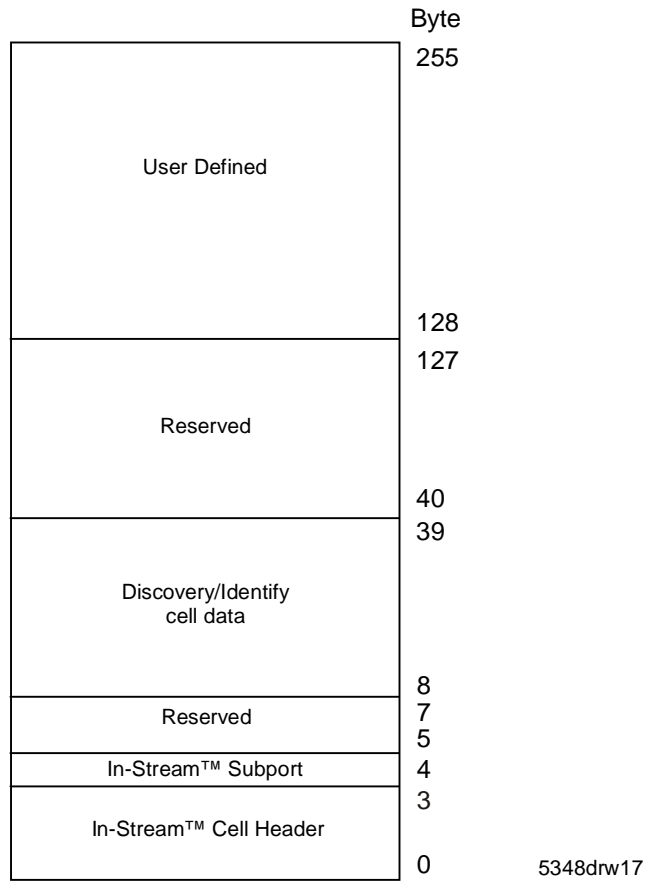 Byte
255
User Defined
128
127
Reserved
40
39
Discovery/Identify
cell data
8
Reserved
7
5
In-Stream™ Subport
4
3
In-Stream™ Cell Header
0
5348drw17